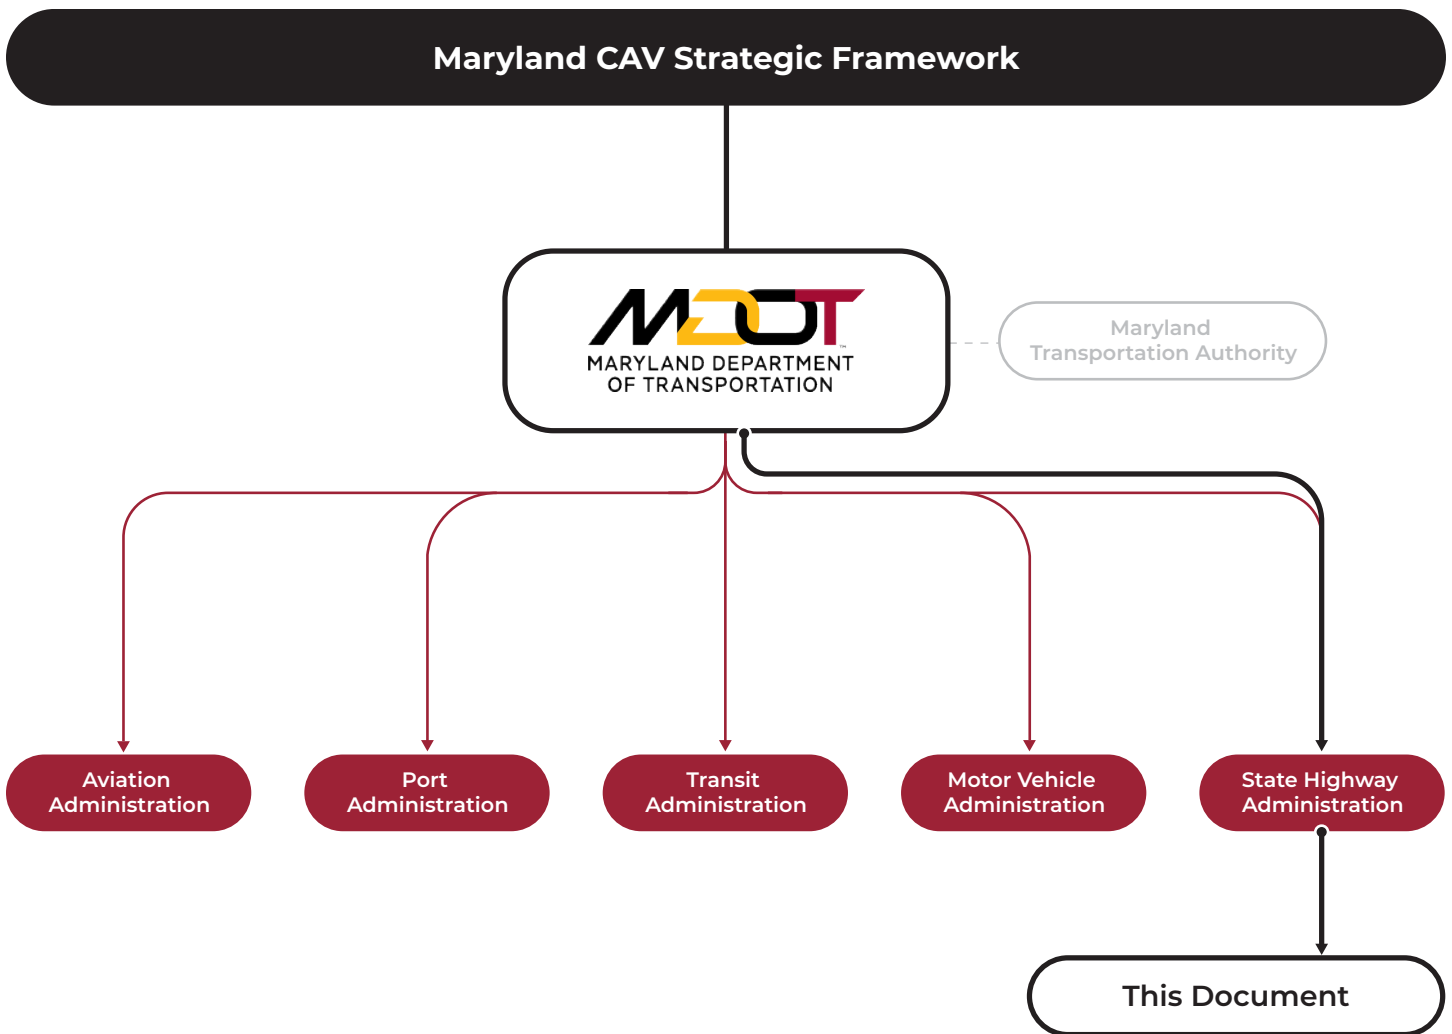 Maryland CAV Strategic Framework
MDOT™
MARYLAND DEPARTMENT
OF TRANSPORTATION
Maryland
Transportation Authority
Aviation
Administration
Port
Administration
Transit
Administration
Motor Vehicle
Administration
State Highway
Administration
This Document